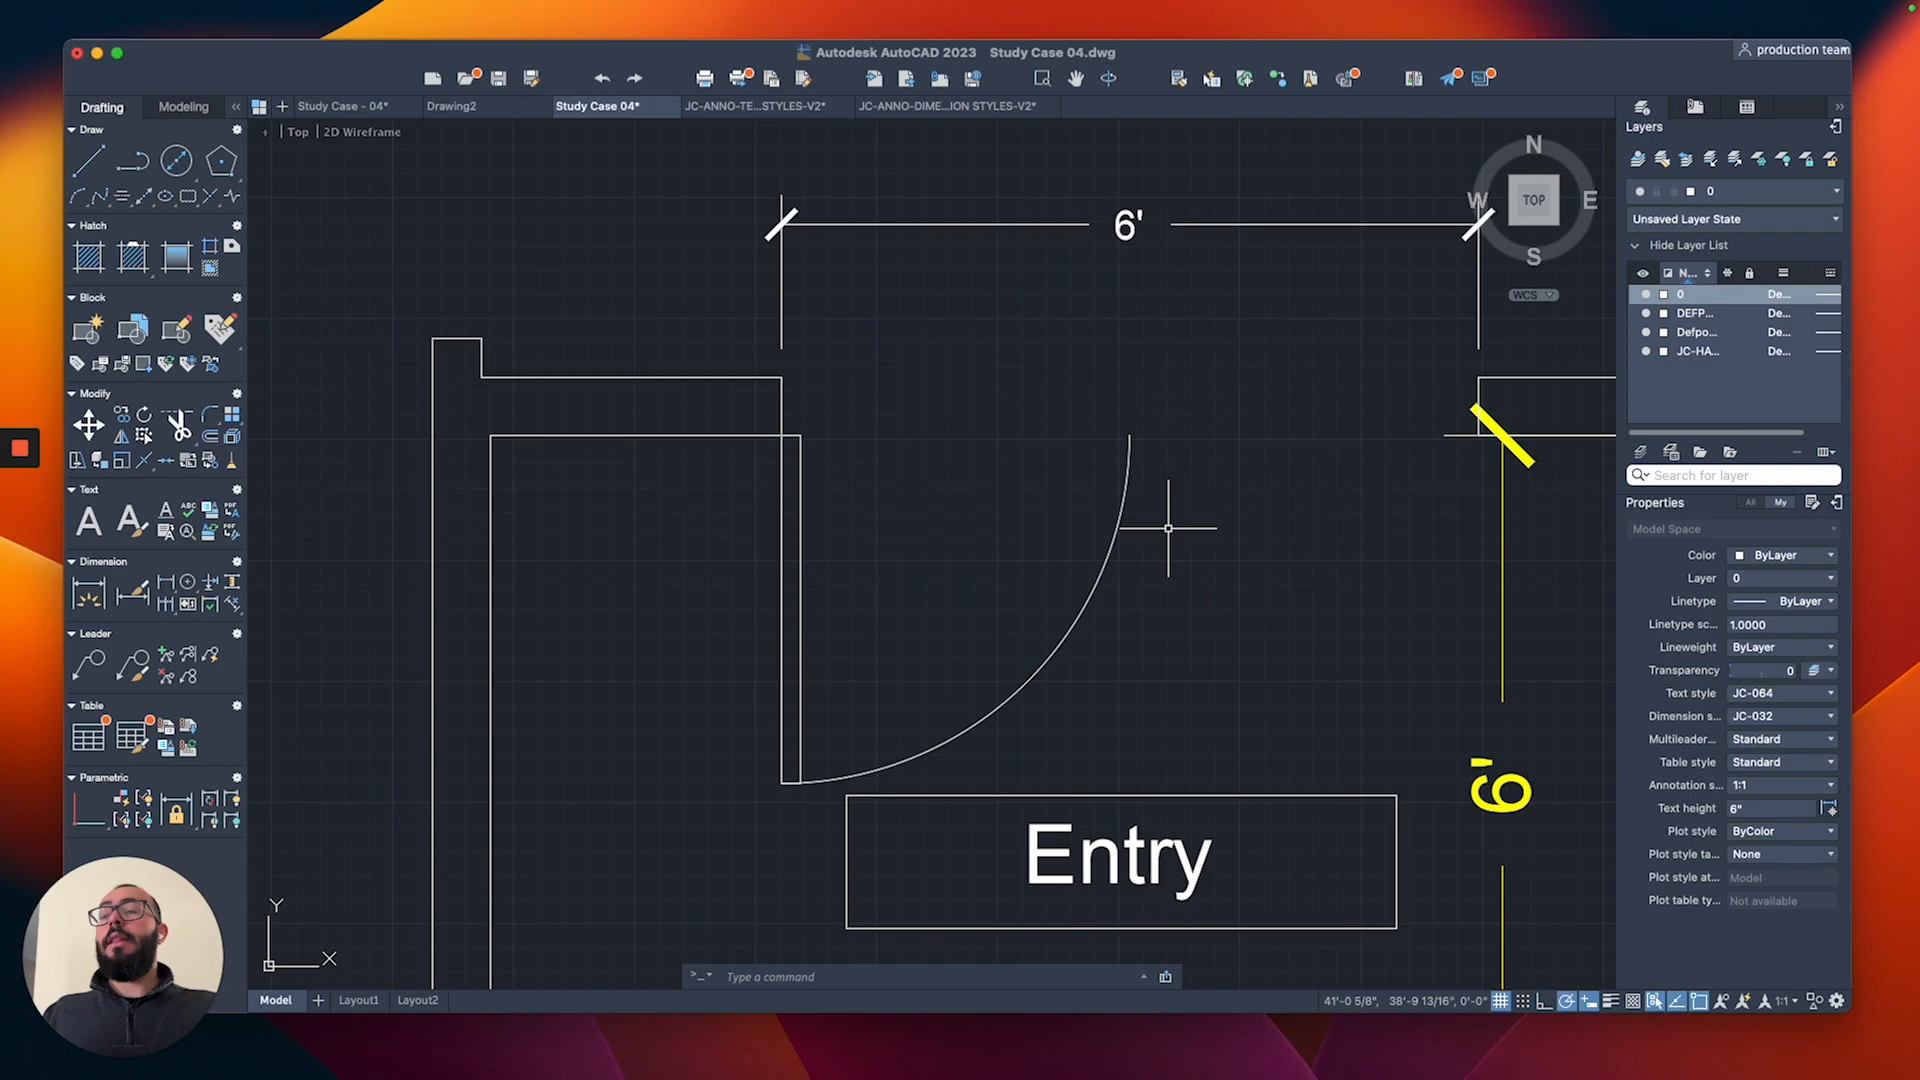 Autodesk AutoCAD 2023 Study Case 04.dwg
production team
Drafting
Modeling
Study Case - 04*
Drawing2
Study Case 04*
JC-ANNO-TE...STYLES-V2*
JC-ANNO-DIME...ION STYLES-V2*
Draw
Hatch
Block
Modify
Text
Dimension
Leader
Table
Parametric
+ | Top | 2D Wireframe
6'
N
W
TOP
E
S
WCS
6'
Entry
Y
X
Type a command
Model
Layout1
Layout2
41'-0 5/8", 38'-9 13/16", 0'-0"
1:1
Layers
0
Unsaved Layer State
Hide Layer List
N...
0 De...
DEFP... De...
Defpo... De...
JC-HA... De...
Search for layer
Properties
All
My
Model Space
Color ByLayer
Layer 0
Linetype ByLayer
Linetype sc... 1.0000
Lineweight ByLayer
Transparency 0
Text style JC-064
Dimension s... JC-032
Multileader... Standard
Table style Standard
Annotation s... 1:1
Text height 6"
Plot style ByColor
Plot style ta... None
Plot style at... Model
Plot table ty... Not available